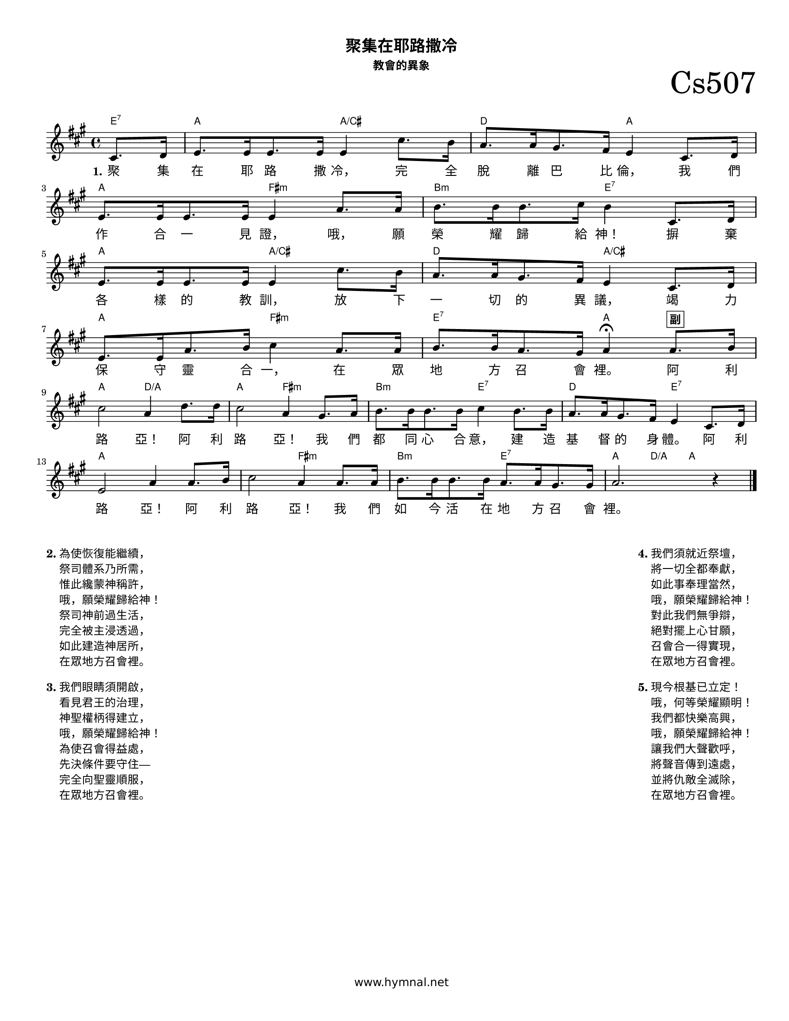 聚集在耶路撒冷
教會的異象
Cs507
E7 A A/C♯ D A
1. 聚 集 在 耶 路 撒 冷， 完 全 脫 離 巴 比 倫， 我 們
3 A F♯m Bm E7
作 合 一 見 證， 哦， 願 榮 耀 歸 給 神！ 摒 棄
5 A A/C♯ D A/C♯
各 樣 的 教 訓， 放 下 一 切 的 異 議， 竭 力
7 A F♯m E7 A 副
保 守 靈 合 一， 在 眾 地 方 召 會 裡。 阿 利
9 A D/A A F♯m Bm E7 D E7
路 亞！ 阿 利 路 亞！ 我 們 都 同 心 合 意， 建 造 基 督 的 身 體。 阿 利
13 A F♯m Bm E7 A D/A A
路 亞！ 阿 利 路 亞！ 我 們 如 今 活 在 地 方 召 會 裡。
2. 為使恢復能繼續，
祭司體系乃所需，
惟此纔蒙神稱許，
哦，願榮耀歸給神！
祭司神前過生活，
完全被主浸透過，
如此建造神居所，
在眾地方召會裡。
3. 我們眼睛須開啟，
看見君王的治理，
神聖權柄得建立，
哦，願榮耀歸給神！
為使召會得益處，
先決條件要守住—
完全向聖靈順服，
在眾地方召會裡。
4. 我們須就近祭壇，
將一切全都奉獻，
如此事奉理當然，
哦，願榮耀歸給神！
對此我們無爭辯，
絕對擺上心甘願，
召會合一得實現，
在眾地方召會裡。
5. 現今根基已立定！
哦，何等榮耀顯明！
我們都快樂高興，
哦，願榮耀歸給神！
讓我們大聲歡呼，
將聲音傳到遠處，
並將仇敵全滅除，
在眾地方召會裡。
www.hymnal.net